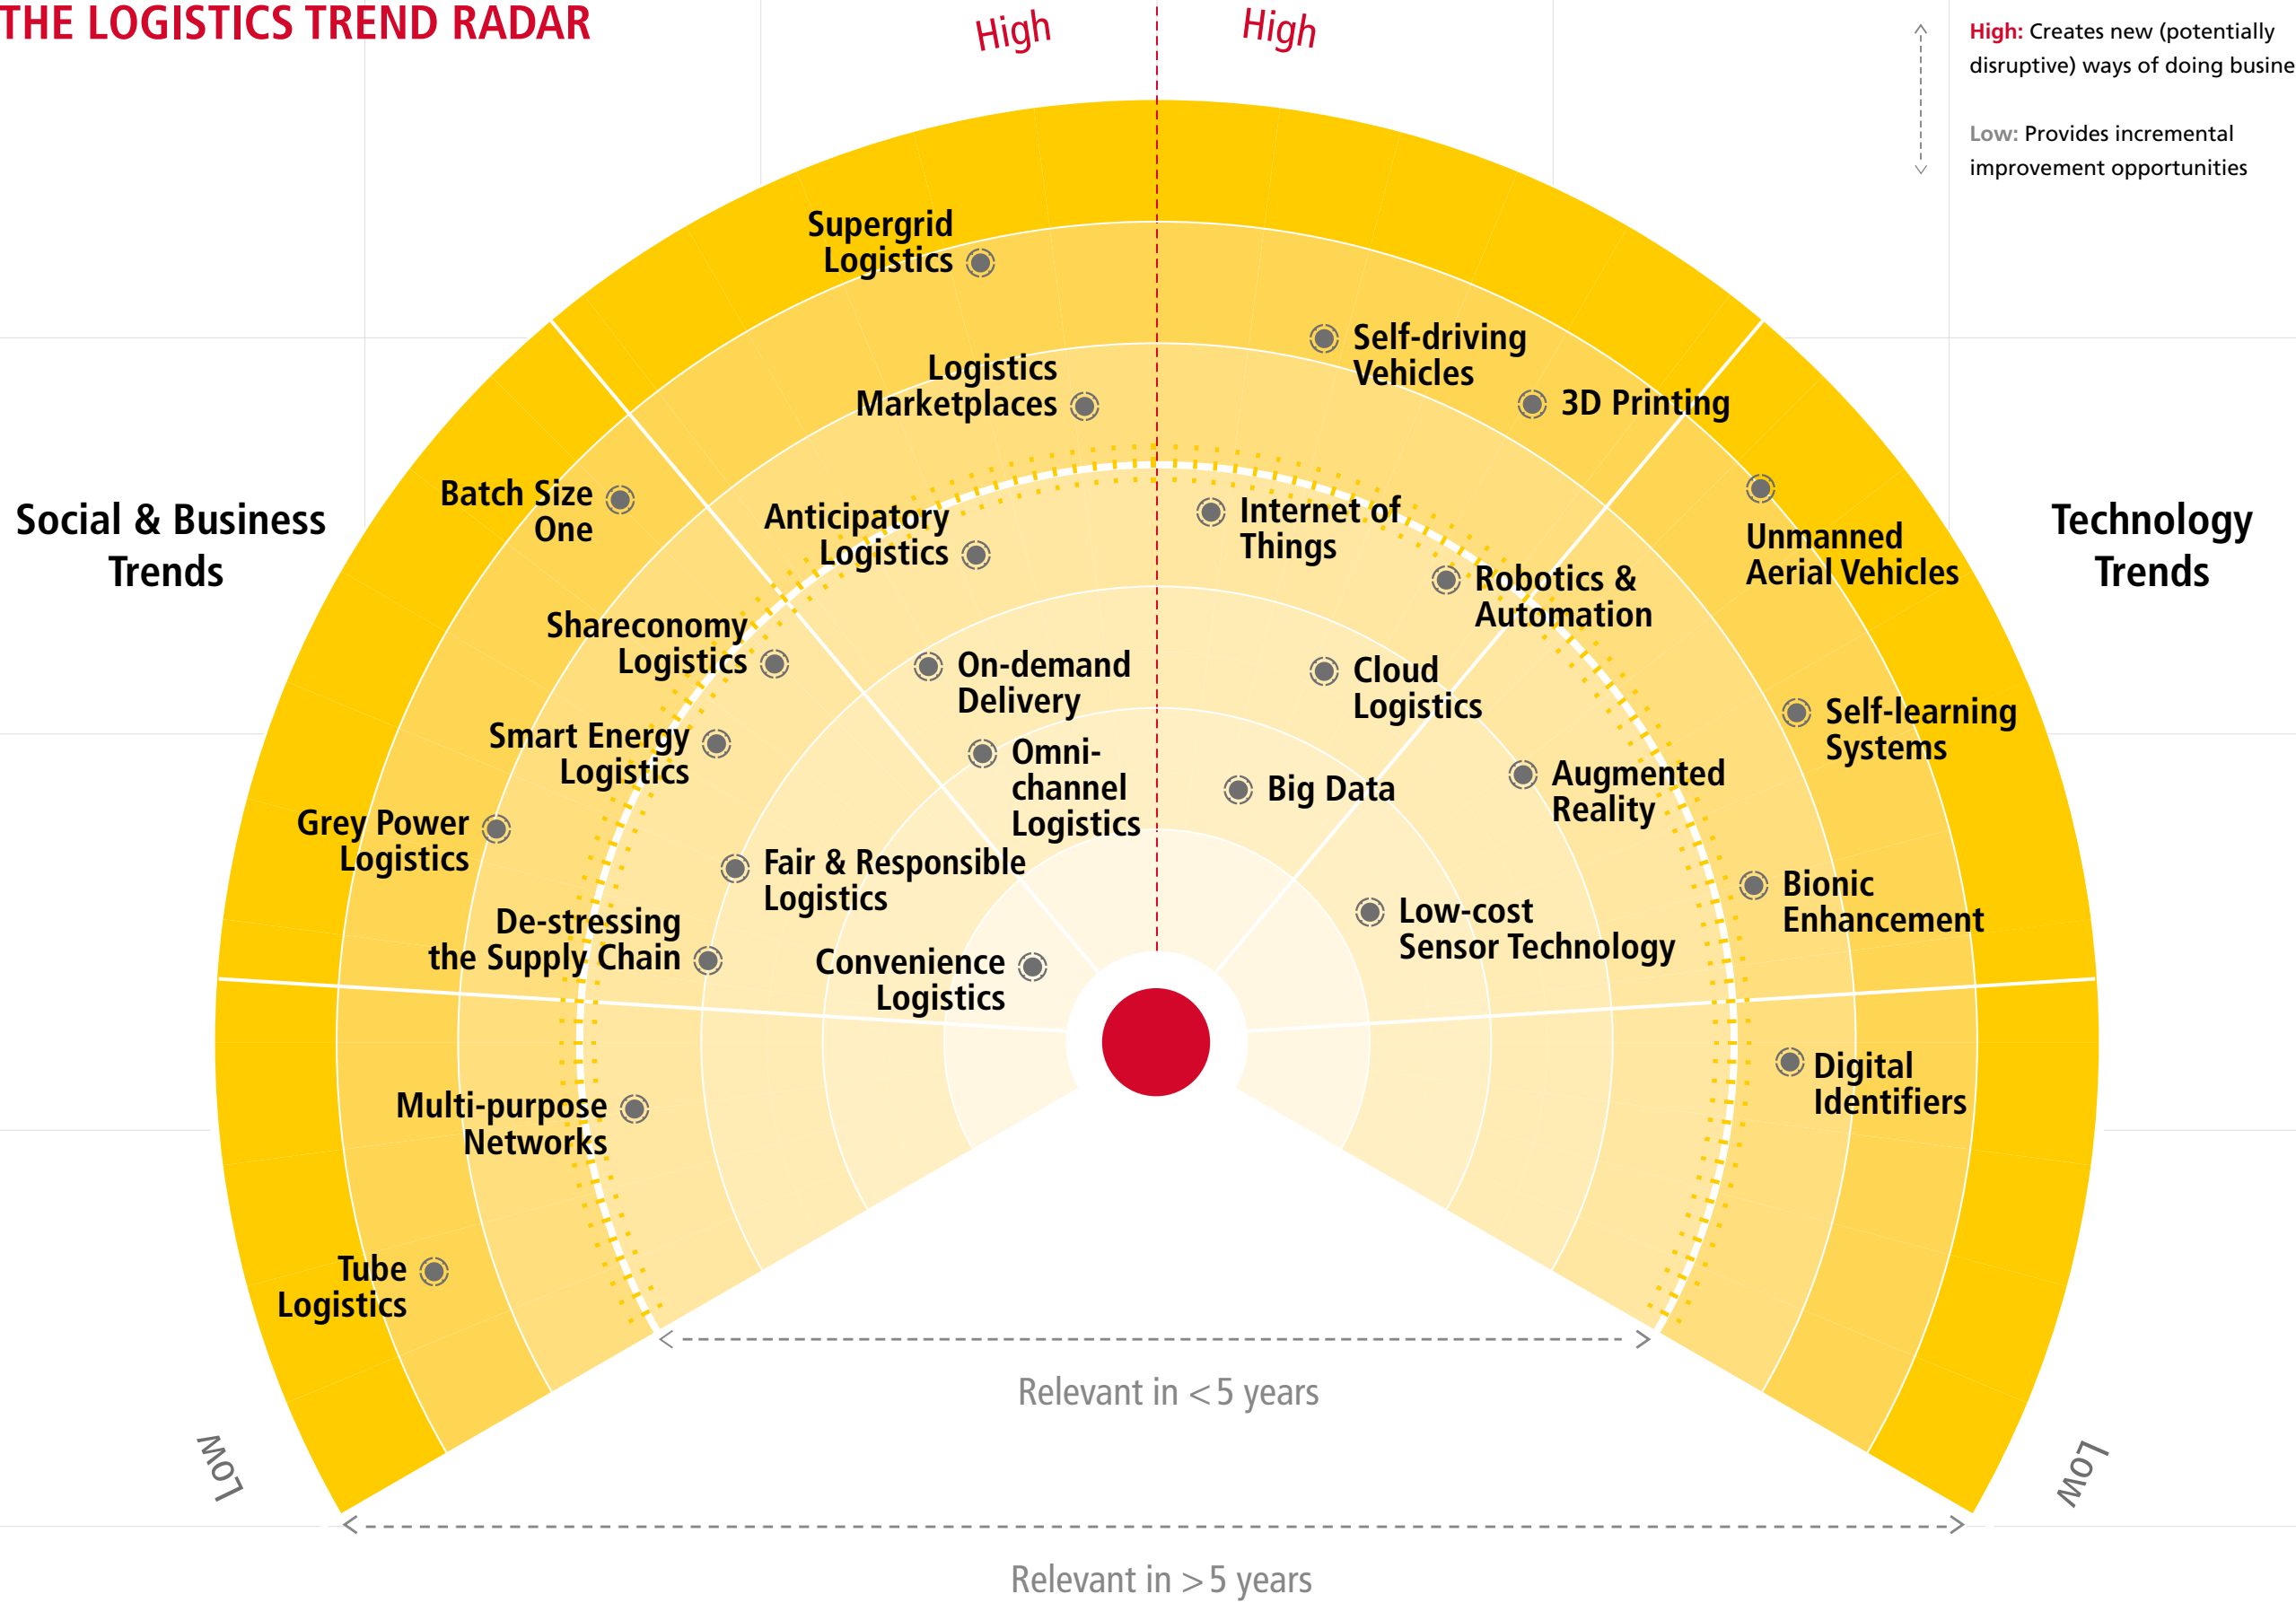 THE LOGISTICS TREND RADAR
High
High
High: Creates new (potentially
disruptive) ways of doing busine
Low: Provides incremental
improvement opportunities
Social & Business
Trends
Technology
Trends
Supergrid
Logistics
Logistics
Marketplaces
Self-driving
Vehicles
3D Printing
Batch Size
One
Anticipatory
Logistics
Internet of
Things
Unmanned
Aerial Vehicles
Robotics &
Automation
Shareconomy
Logistics
On-demand
Delivery
Cloud
Logistics
Smart Energy
Logistics
Omni-
channel
Logistics
Big Data
Augmented
Reality
Self-learning
Systems
Grey Power
Logistics
Fair & Responsible
Logistics
Bionic
Enhancement
De-stressing
the Supply Chain
Convenience
Logistics
Low-cost
Sensor Technology
Multi-purpose
Networks
Digital
Identifiers
Tube
Logistics
Relevant in <5 years
Low
Low
Relevant in >5 years